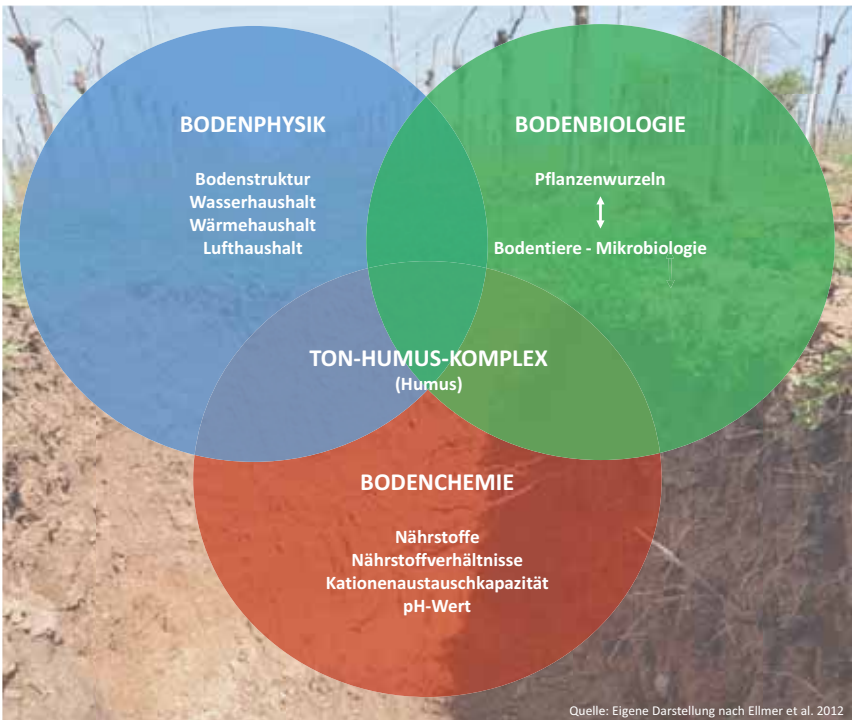 BODENPHYSIK
Bodenstruktur
Wasserhaushalt
Wärmehaushalt
Lufthaushalt
BODENBIOLOGIE
Pflanzenwurzeln
Bodentiere - Mikrobiologie
TON-HUMUS-KOMPLEX
(Humus)
BODENCHEMIE
Nährstoffe
Nährstoffverhältnisse
Kationenaustauschkapazität
pH-Wert
Quelle: Eigene Darstellung nach Ellmer et al. 2012